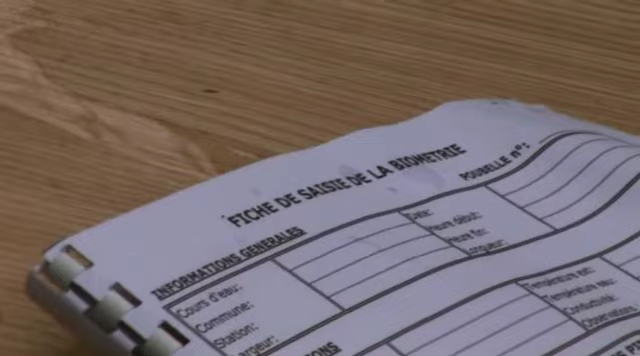 FICHE DE SAISIE DE LA BIOMETRIE
POUBELLE n°:
INFORMATIONS GENERALES
Cours d'eau:
Commune:
Station:
Date:
Heure début:
Heure fin:
Température
Température eau:
Conductivité:
Observations